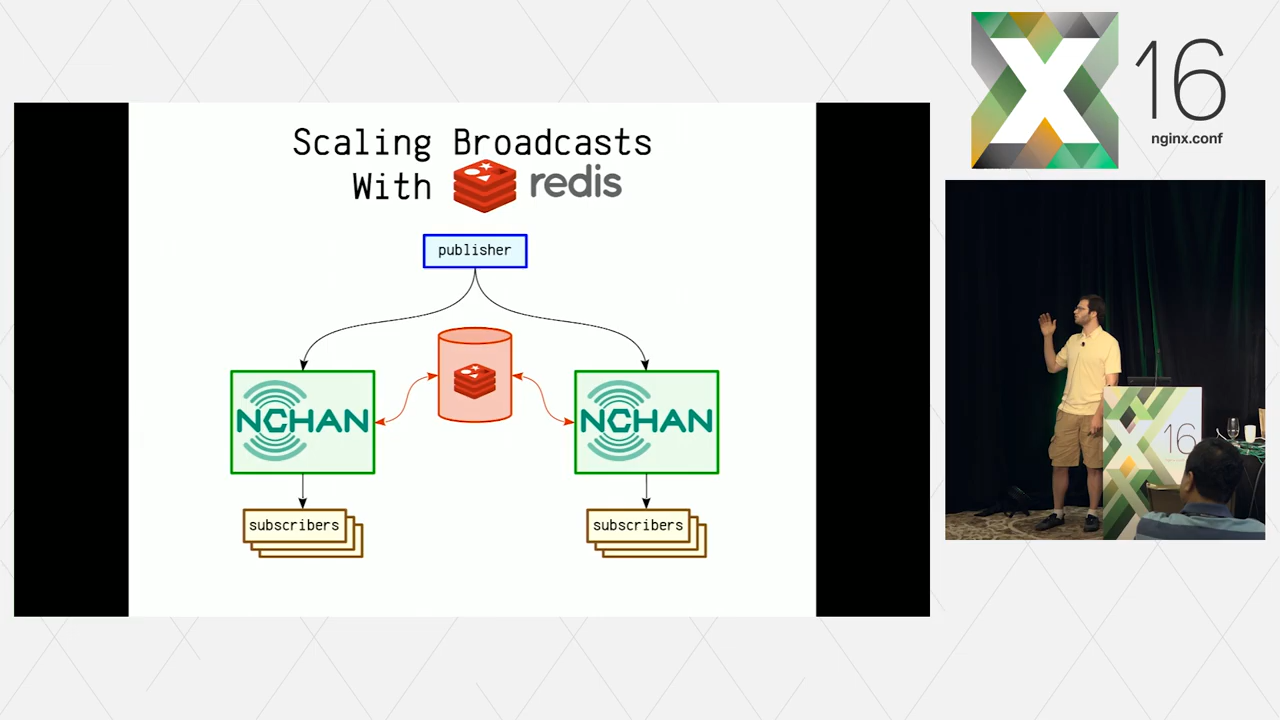 Scaling Broadcasts
With redis
publisher
NCHAN
NCHAN
subscribers
subscribers
16
nginx.conf
16